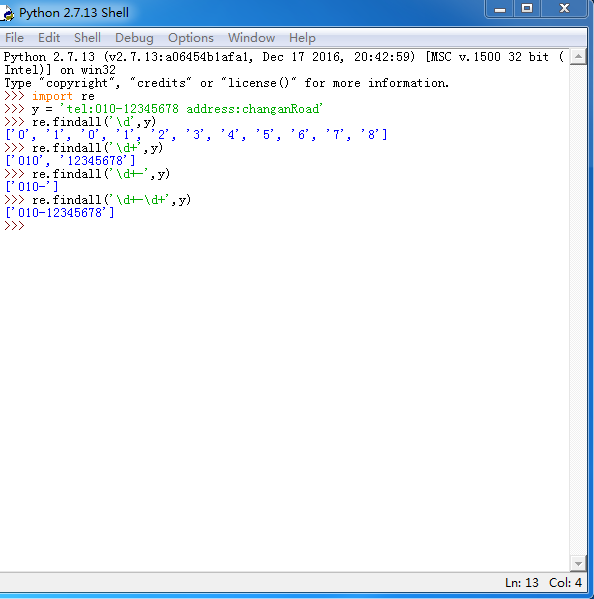 Python 2.7.13 Shell
File Edit Shell Debug Options Window Help
Python 2.7.13 (v2.7.13:a06454b1afa1, Dec 17 2016, 20:42:59) [MSC v.1500 32 bit (
Intel)] on win32
Type "copyright", "credits" or "license()" for more information.
>>> import re
>>> y = 'tel:010-12345678 address:changanRoad'
>>> re.findall('\d',y)
['0', '1', '0', '1', '2', '3', '4', '5', '6', '7', '8']
>>> re.findall('\d+',y)
['010', '12345678']
>>> re.findall('\d+-',y)
['010-']
>>> re.findall('\d+-\d+',y)
['010-12345678']
>>>
Ln: 13 Col: 4